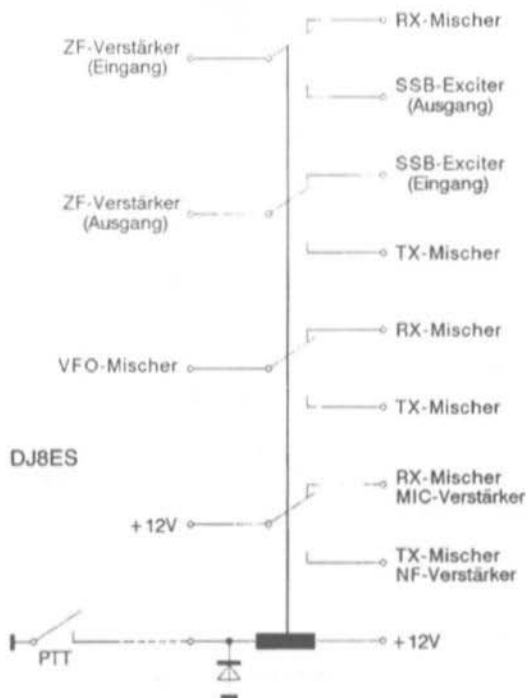 RX-Mischer
ZF-Verstärker
(Eingang)
SSB-Exciter
(Ausgang)
SSB-Exciter
(Eingang)
ZF-Verstärker
(Ausgang)
TX-Mischer
RX-Mischer
VFO-Mischer
TX-Mischer
DJ8ES
RX-Mischer
MIC-Verstärker
+12V
TX-Mischer
NF-Verstärker
+12V
PTT